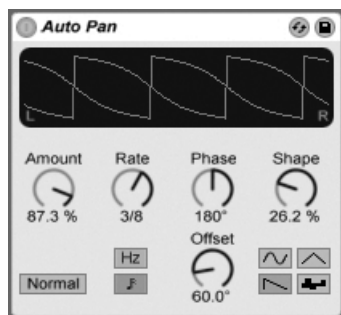 Auto Pan
L R
Amount Rate Phase Shape
87.3 % 3/8 180° 26.2 %
Offset
Hz
Normal
60.0°